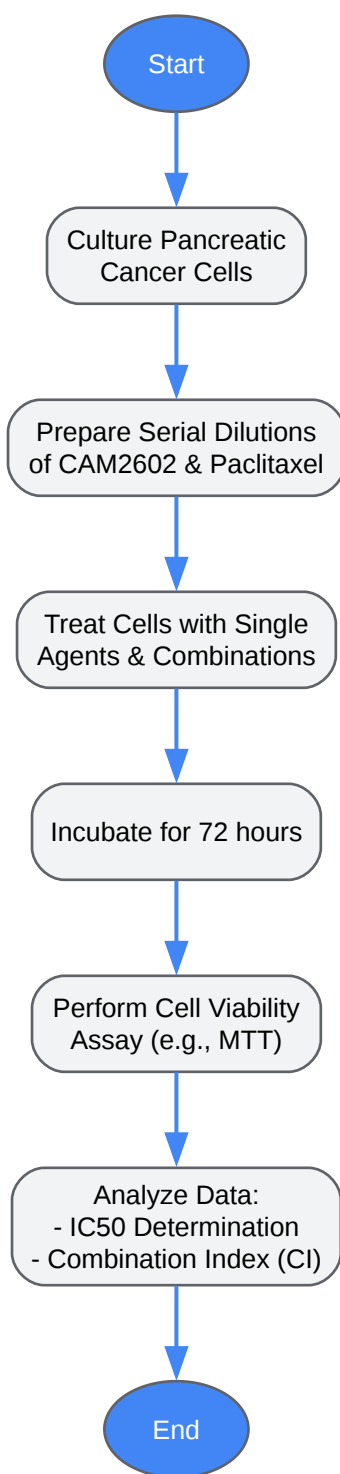 Start
Culture Pancreatic
Cancer Cells
Prepare Serial Dilutions
of CAM2602 & Paclitaxel
Treat Cells with Single
Agents & Combinations
Incubate for 72 hours
Perform Cell Viability
Assay (e.g., MTT)
Analyze Data:
- IC50 Determination
- Combination Index (CI)
End